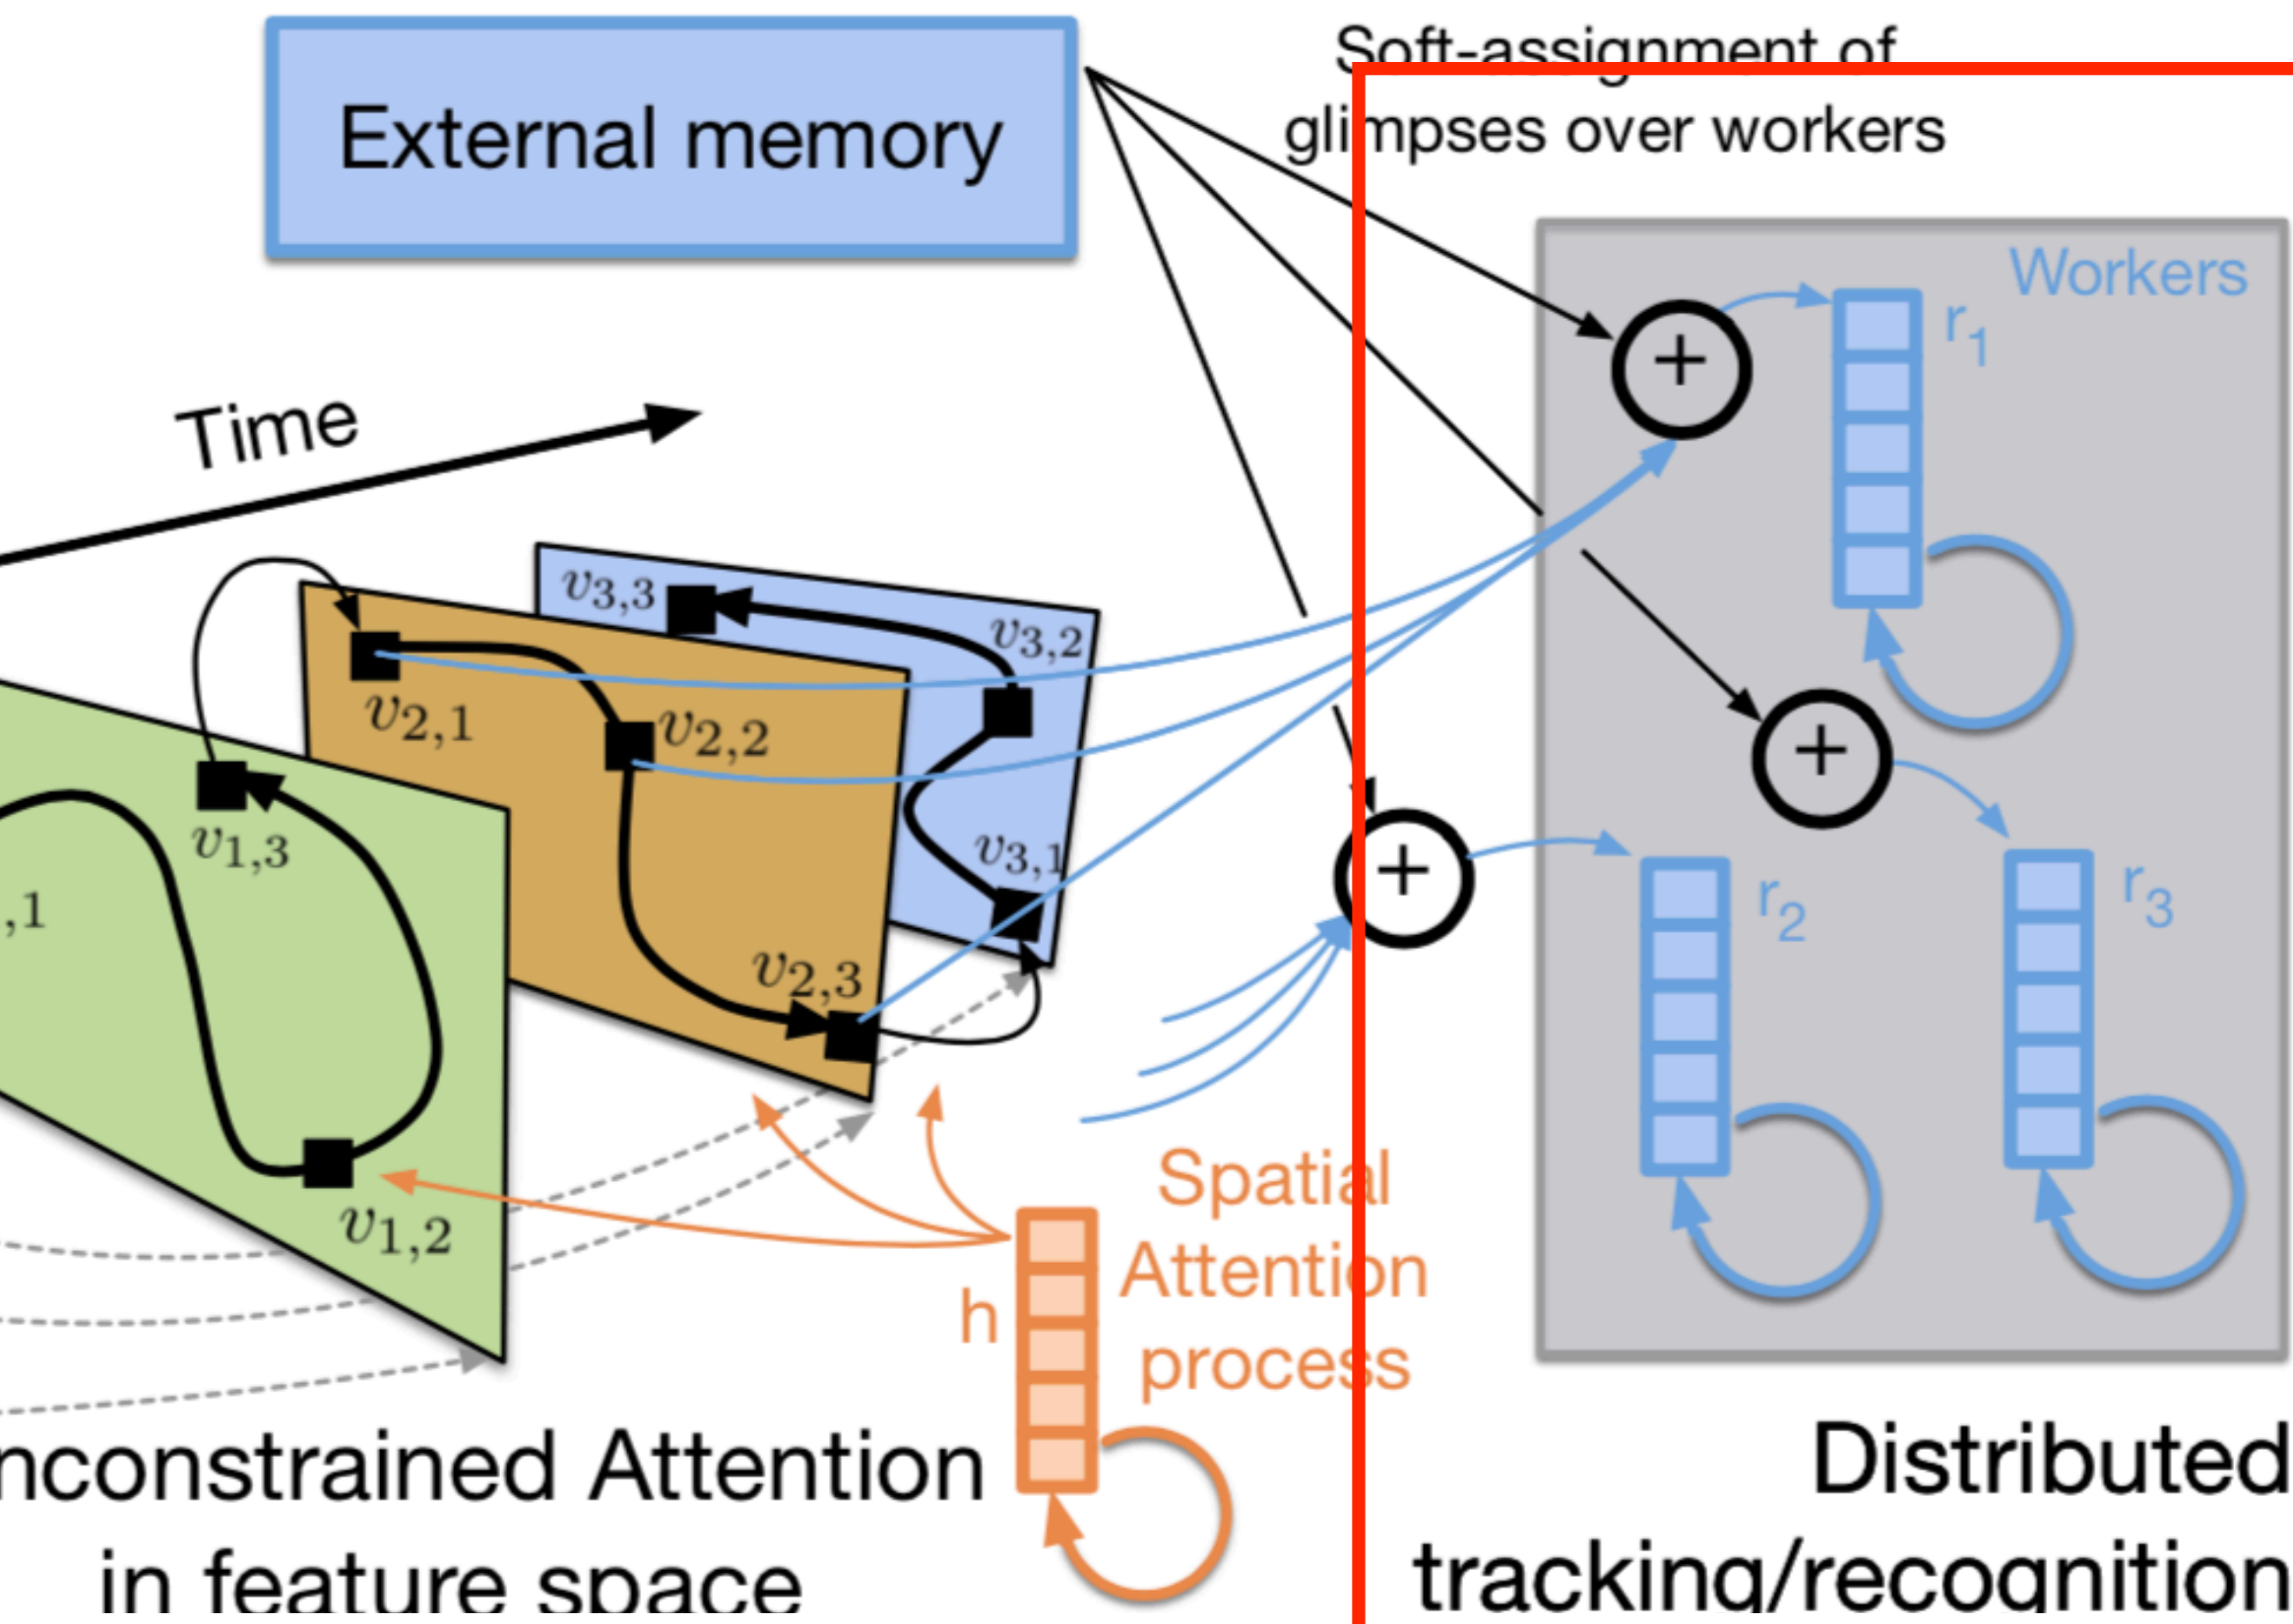 External memory
Soft-assignment of
glimpses over workers
Workers
r1
Time
v3,3
v3,2
v2,1
v2,2
v1,3
v3,1
,1
r2
r3
v2,3
v1,2
h
Spatial
Attention
process
nconstrained Attention
in feature space
Distributed
tracking/recognition